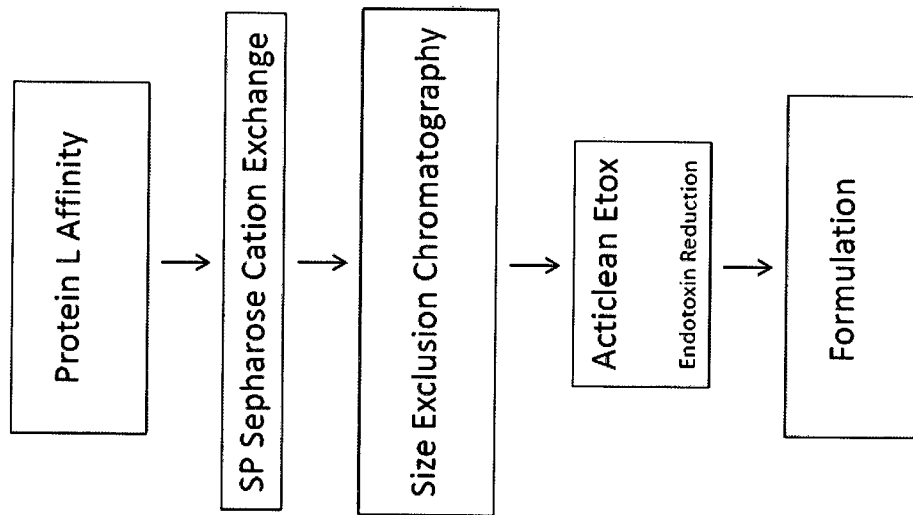 Protein L Affinity
SP Sepharose Cation Exchange
Size Exclusion Chromatography
Acticlean Etox
Endotoxin Reduction
Formulation